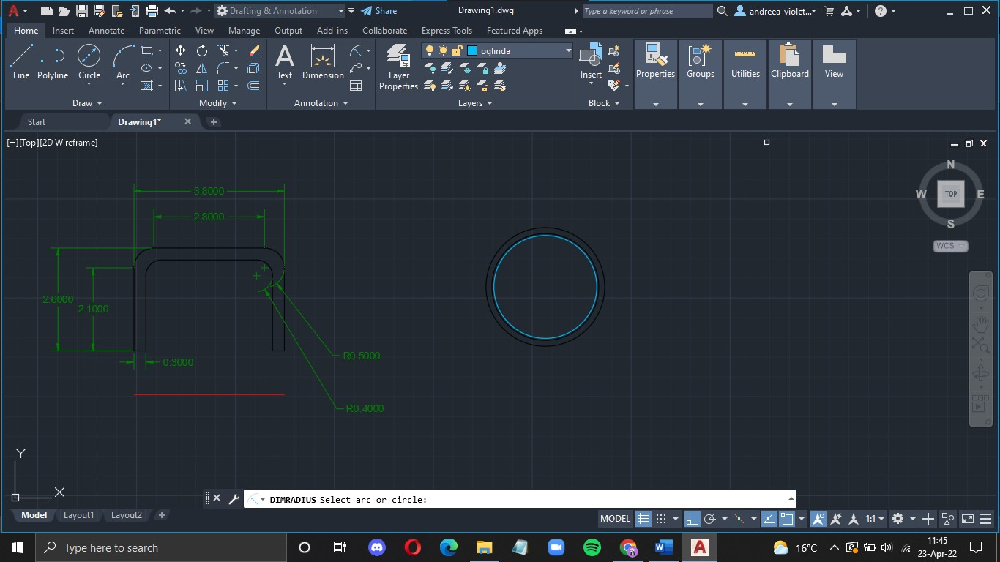 Drafting & Annotation
Share
Drawing1.dwg
Type a keyword or phrase
andreea-violet...
Home Insert Annotate Parametric View Manage Output Add-ins Collaborate Express Tools Featured Apps
oglinda
Line Polyline Circle Arc
Text Dimension
Layer
Properties
Insert
Properties Groups Utilities Clipboard View
Draw Modify Annotation Layers Block
Start Drawing1*
[−][Top][2D Wireframe]
N
W TOP E
S
WCS
3.8000
2.8000
2.6000
2.1000
0.3000
R0.5000
R0.4000
Y
X
DIMRADIUS Select arc or circle:
Model Layout1 Layout2
MODEL
1:1
Type here to search
16°C
11:45
23-Apr-22